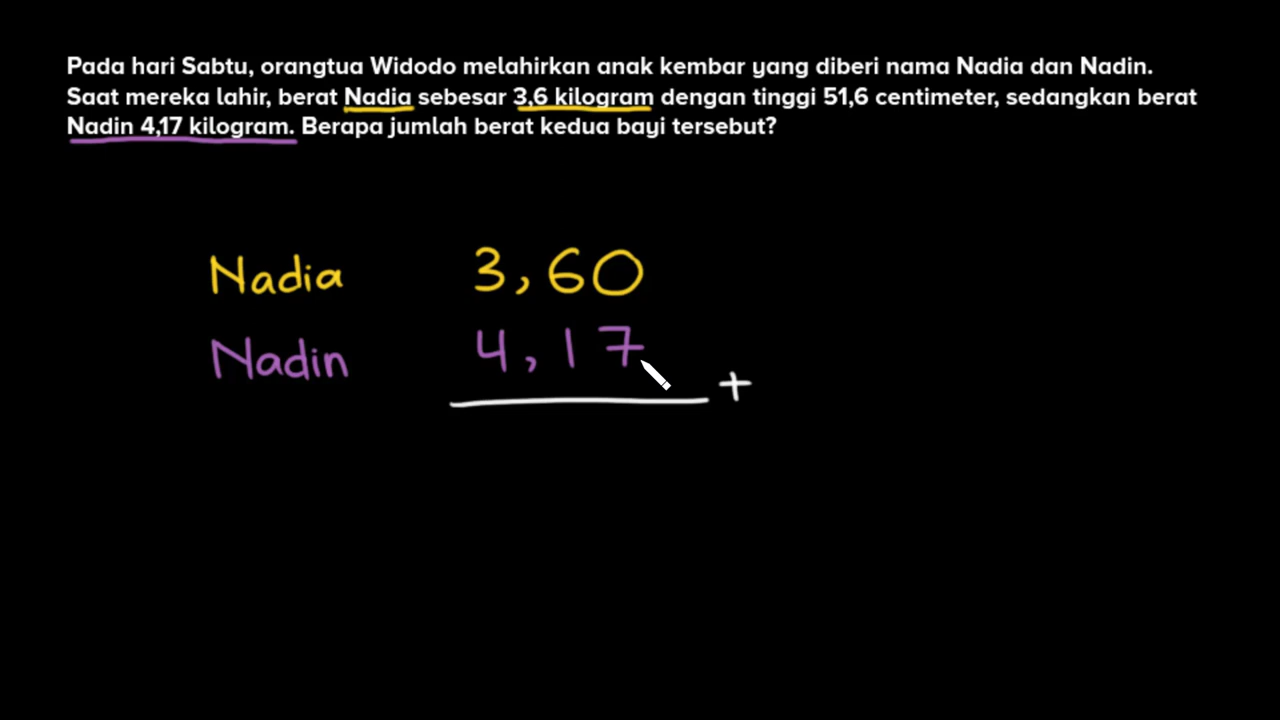 Pada hari Sabtu, orangtua Widodo melahirkan anak kembar yang diberi nama Nadia dan Nadin.
Saat mereka lahir, berat Nadia sebesar 3,6 kilogram dengan tinggi 51,6 centimeter, sedangkan berat
Nadin 4,17 kilogram. Berapa jumlah berat kedua bayi tersebut?
Nadia 3,60
Nadin 4,17
+